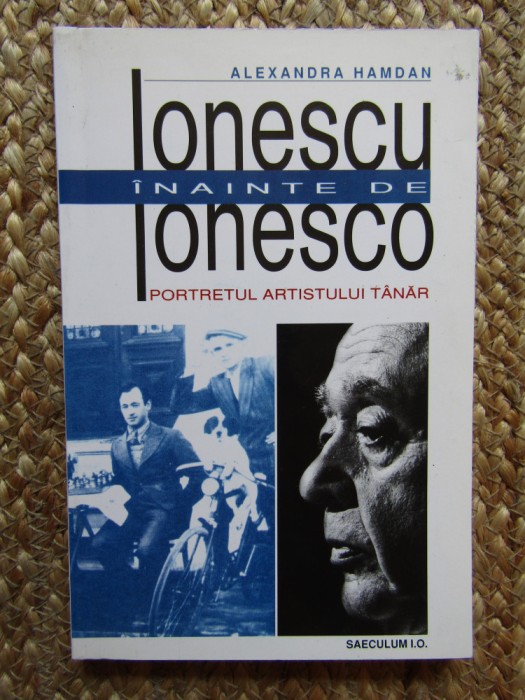 ALEXANDRA HAMDAN
Ionescu
ÎNAINTE DE
Ionesco
PORTRETUL ARTISTULUI TÂNĂR
SAECULUM I.O.